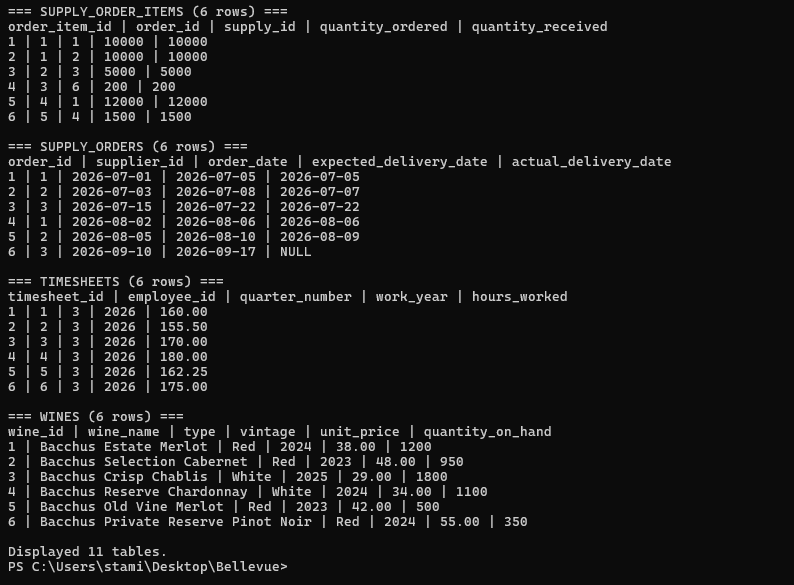 === SUPPLY_ORDER_ITEMS (6 rows) ===
order_item_id | order_id | supply_id | quantity_ordered | quantity_received
1 | 1 | 1 | 10000 | 10000
2 | 1 | 2 | 10000 | 10000
3 | 2 | 3 | 5000 | 5000
4 | 3 | 6 | 200 | 200
5 | 4 | 1 | 12000 | 12000
6 | 5 | 4 | 1500 | 1500

=== SUPPLY_ORDERS (6 rows) ===
order_id | supplier_id | order_date | expected_delivery_date | actual_delivery_date
1 | 1 | 2026-07-01 | 2026-07-05 | 2026-07-05
2 | 2 | 2026-07-03 | 2026-07-08 | 2026-07-07
3 | 3 | 2026-07-15 | 2026-07-22 | 2026-07-22
4 | 1 | 2026-08-02 | 2026-08-06 | 2026-08-06
5 | 2 | 2026-08-05 | 2026-08-10 | 2026-08-09
6 | 3 | 2026-09-10 | 2026-09-17 | NULL

=== TIMESHEETS (6 rows) ===
timesheet_id | employee_id | quarter_number | work_year | hours_worked
1 | 1 | 3 | 2026 | 160.00
2 | 2 | 3 | 2026 | 155.50
3 | 3 | 3 | 2026 | 170.00
4 | 4 | 3 | 2026 | 180.00
5 | 5 | 3 | 2026 | 162.25
6 | 6 | 3 | 2026 | 175.00

=== WINES (6 rows) ===
wine_id | wine_name | type | vintage | unit_price | quantity_on_hand
1 | Bacchus Estate Merlot | Red | 2024 | 38.00 | 1200
2 | Bacchus Selection Cabernet | Red | 2023 | 48.00 | 950
3 | Bacchus Crisp Chablis | White | 2025 | 29.00 | 1800
4 | Bacchus Reserve Chardonnay | White | 2024 | 34.00 | 1100
5 | Bacchus Old Vine Merlot | Red | 2023 | 42.00 | 500
6 | Bacchus Private Reserve Pinot Noir | Red | 2024 | 55.00 | 350

Displayed 11 tables.
PS C:\Users\stami\Desktop\Bellevue>